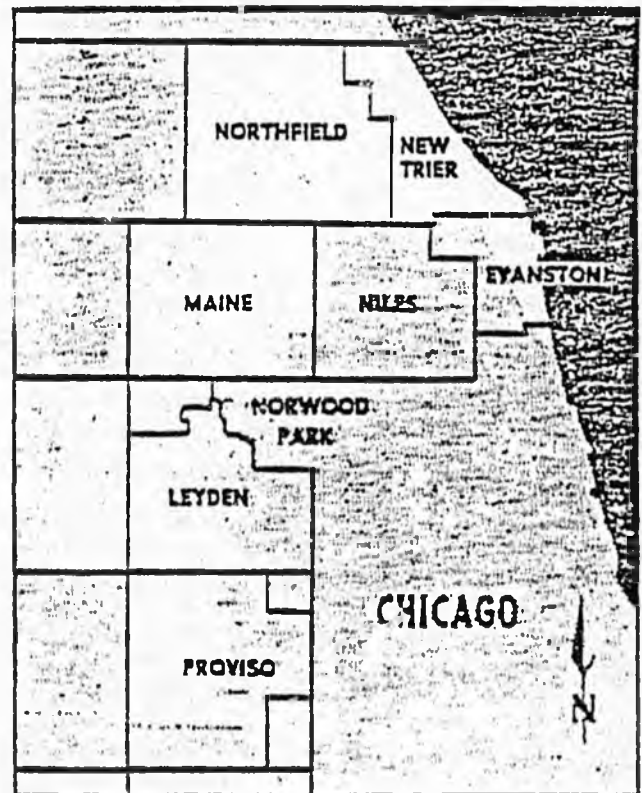 NORTHFIELD
NEW
TRIER
EVANSTON
MAINE
NILES
NORWOOD
PARK
LEYDEN
CHICAGO
PROVISO
N